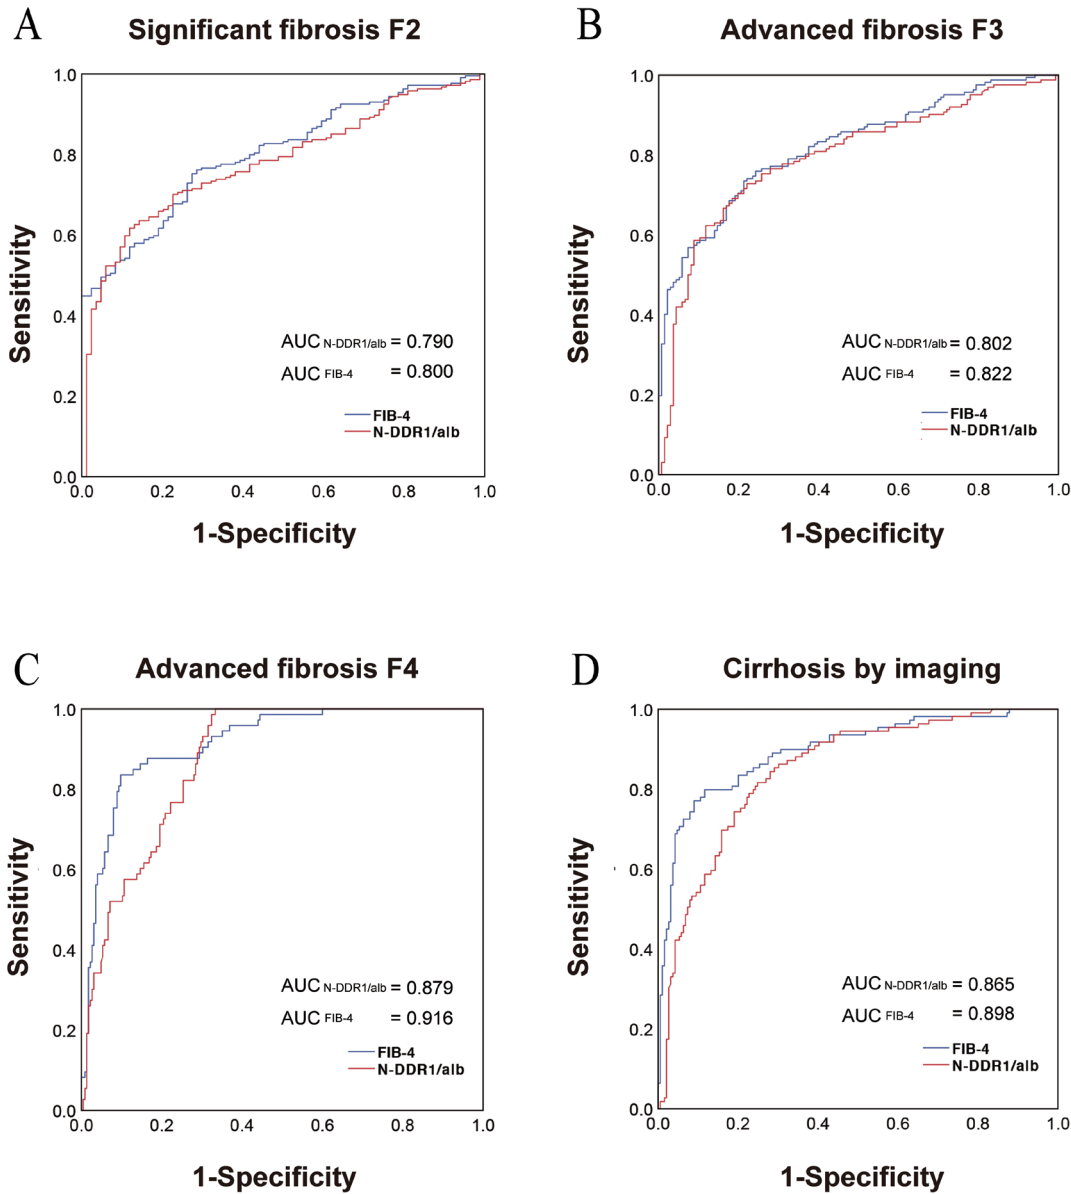 A
Significant fibrosis F2
1.0
0.8
0.6
0.4
0.2
0.0
0.0 0.2 0.4 0.6 0.8 1.0
Sensitivity
1-Specificity
AUC N-DDR1/alb = 0.790
AUC FIB-4 = 0.800
FIB-4
N-DDR1/alb
B
Advanced fibrosis F3
1.0
0.8
0.6
0.4
0.2
0.0
0.0 0.2 0.4 0.6 0.8 1.0
Sensitivity
1-Specificity
AUC N-DDR1/alb = 0.802
AUC FIB-4 = 0.822
FIB-4
N-DDR1/alb
C
Advanced fibrosis F4
1.0
0.8
0.6
0.4
0.2
0.0
0.0 0.2 0.4 0.6 0.8 1.0
Sensitivity
1-Specificity
AUC N-DDR1/alb = 0.879
AUC FIB-4 = 0.916
FIB-4
N-DDR1/alb
D
Cirrhosis by imaging
1.0
0.8
0.6
0.4
0.2
0.0
0.0 0.2 0.4 0.6 0.8 1.0
Sensitivity
1-Specificity
AUC N-DDR1/alb = 0.865
AUC FIB-4 = 0.898
FIB-4
N-DDR1/alb